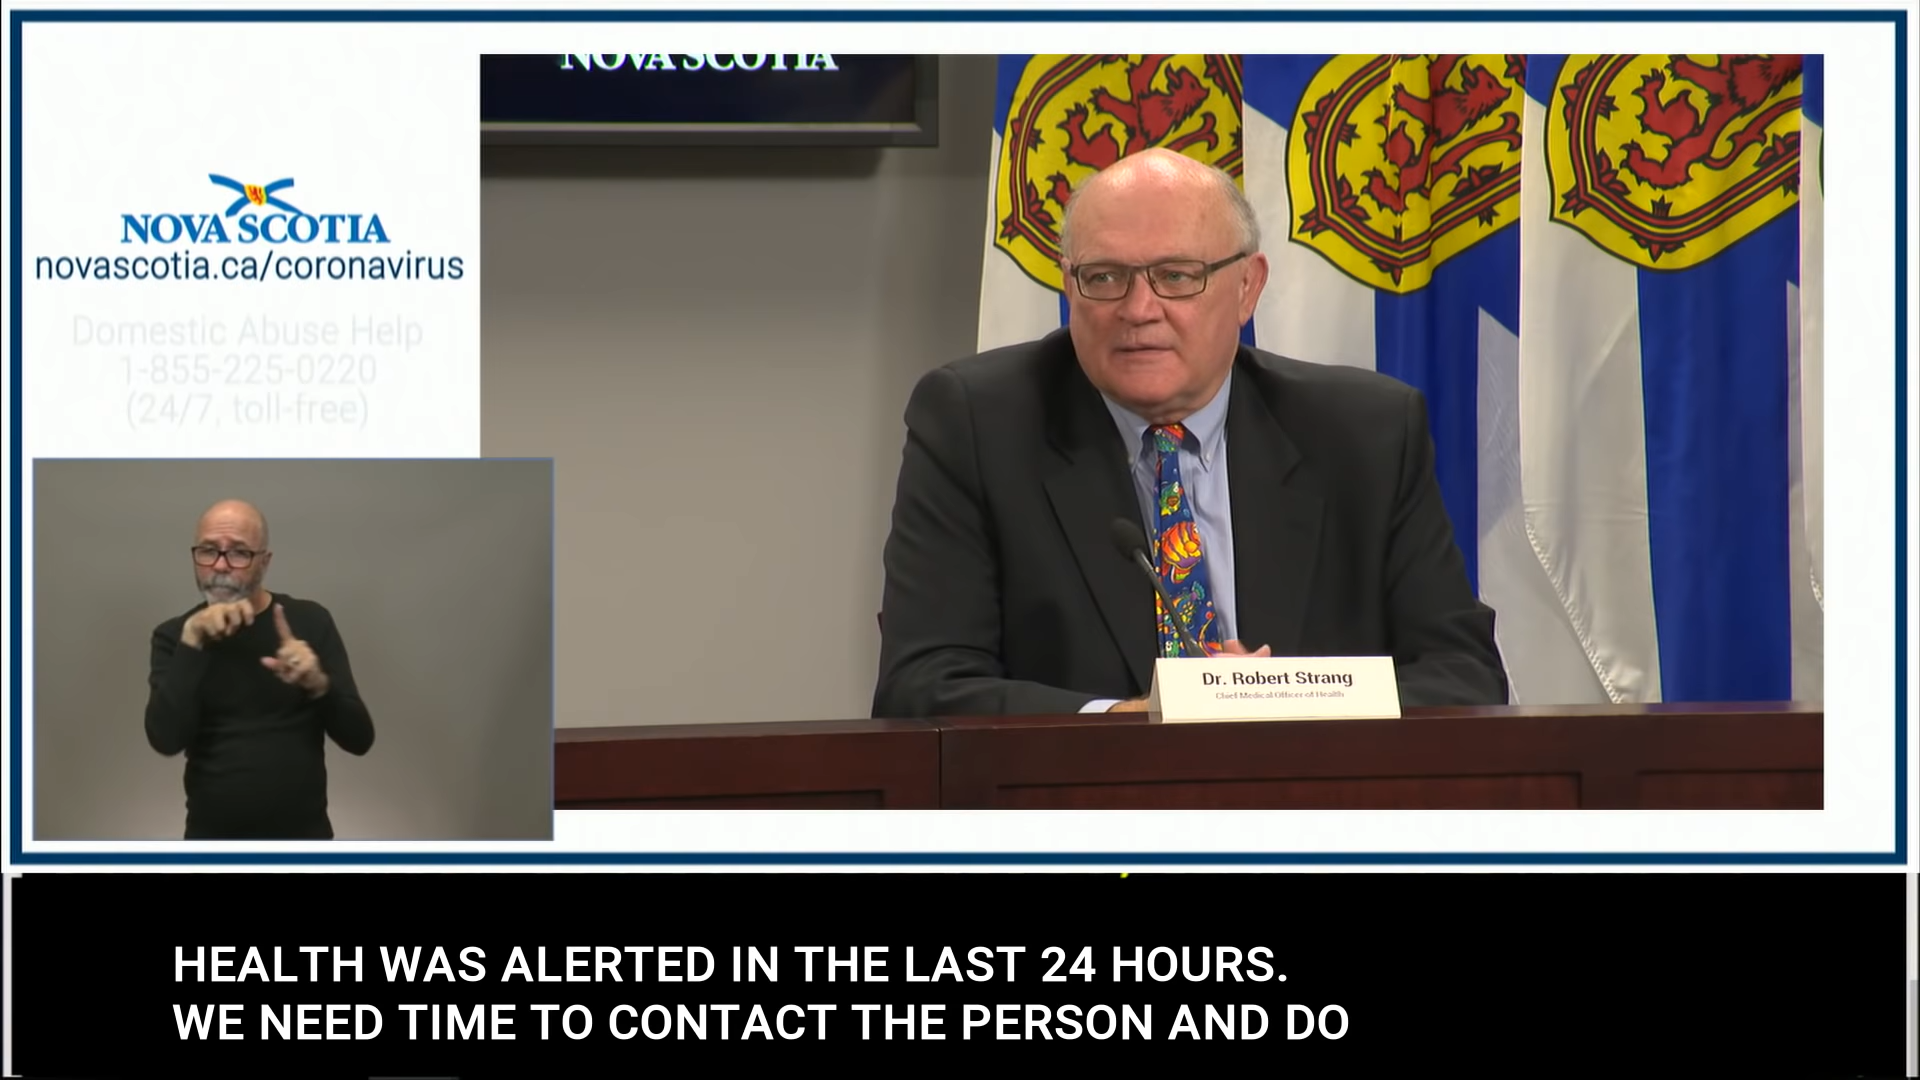 NOVA SCOTIA
NOVA SCOTIA
novascotia.ca/coronavirus
Domestic Abuse Help
1-855-225-0220
(24/7, toll-free)
Dr. Robert Strang
Chief Medical Officer of Health
HEALTH WAS ALERTED IN THE LAST 24 HOURS.
WE NEED TIME TO CONTACT THE PERSON AND DO